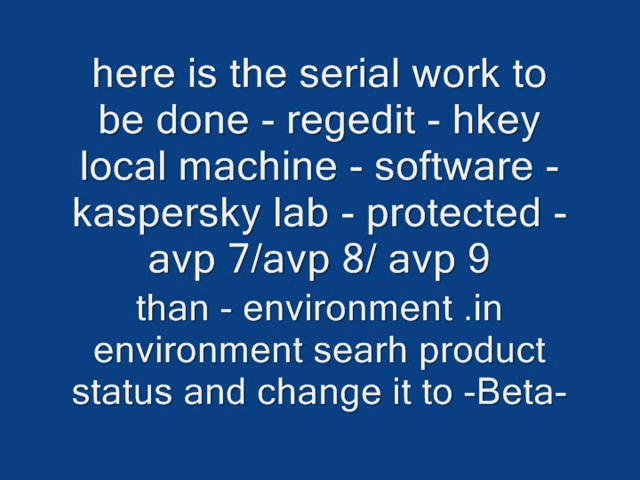 here is the serial work to
be done - regedit - hkey
local machine - software -
kaspersky lab - protected -
avp 7/avp 8/ avp 9
than - environment .in
environment searh product
status and change it to -Beta-